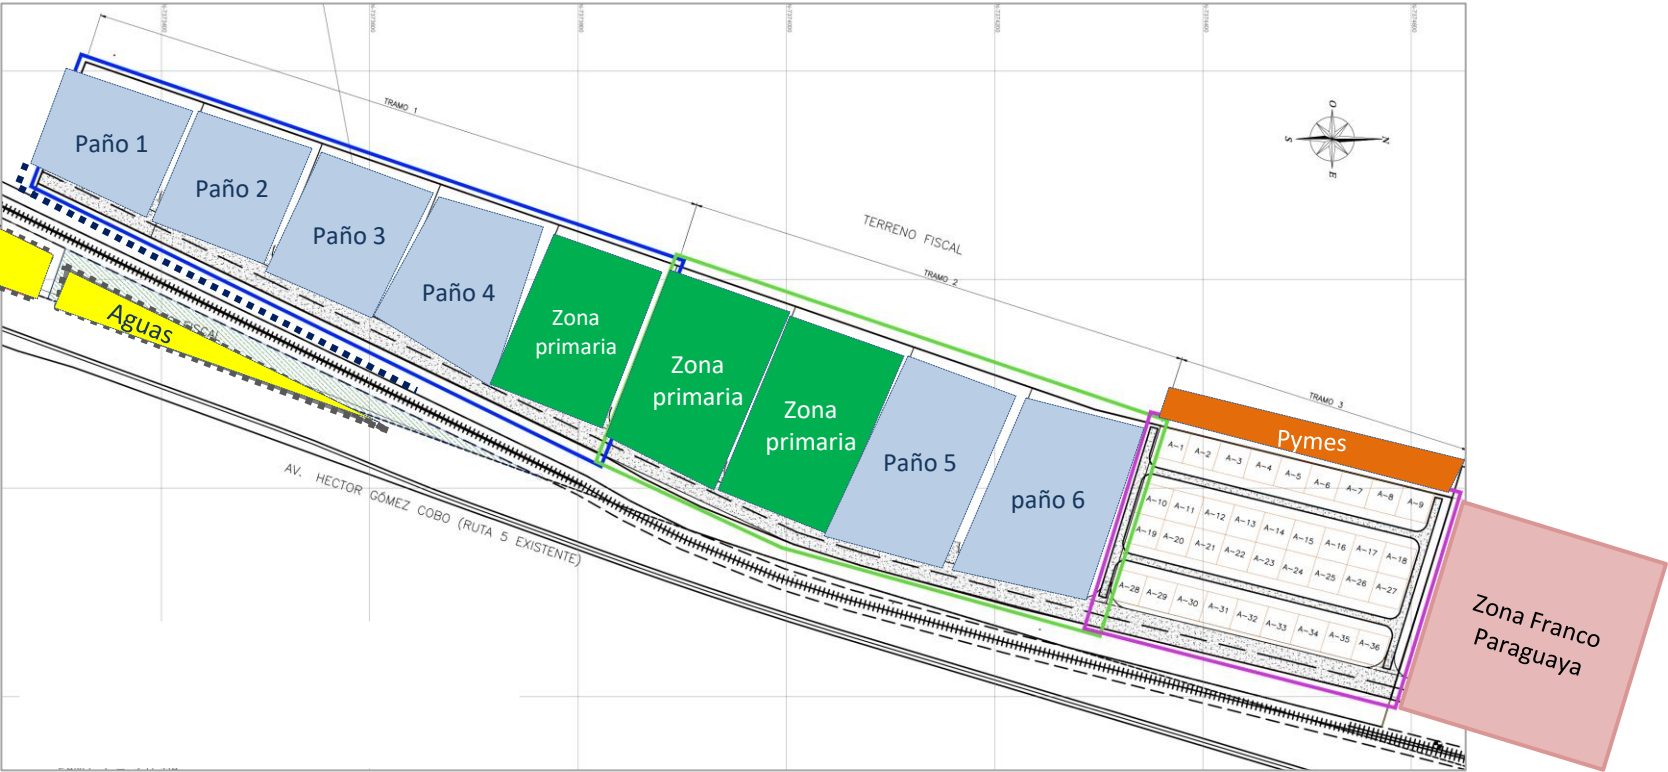 TRAMO 1
O
S
N
E
Paño 1
Paño 2
Paño 3
Paño 4
TERRENO FISCAL
TRAMO 2
Zona
primaria
Zona
primaria
Zona
primaria
Paño 5
paño 6
TRAMO 3
Pymes
Aguas
FISCAL
AV. HECTOR GÓMEZ COBO (RUTA 5 EXISTENTE)
A-1 A-2 A-3 A-4 A-5 A-6 A-7 A-8 A-9
A-10 A-11 A-12 A-13 A-14 A-15 A-16 A-17 A-18
A-19 A-20 A-21 A-22 A-23 A-24 A-25 A-26 A-27
A-28 A-29 A-30 A-31 A-32 A-33 A-34 A-35 A-36
Zona Franco
Paraguaya